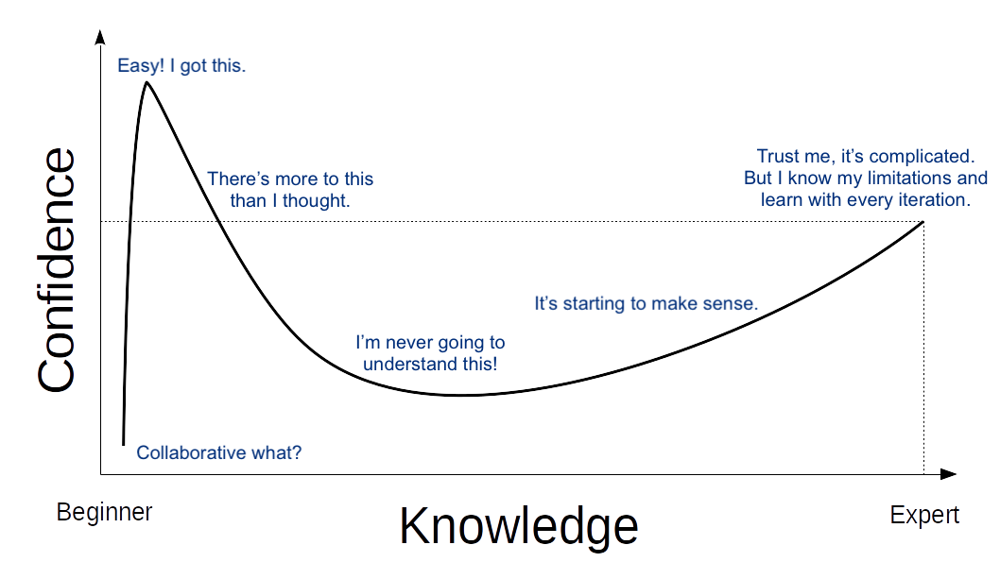 Easy! I got this.
There’s more to this
than I thought.
Trust me, it’s complicated.
But I know my limitations and
learn with every iteration.
Confidence
It’s starting to make sense.
I’m never going to
understand this!
Collaborative what?
Beginner
Knowledge
Expert